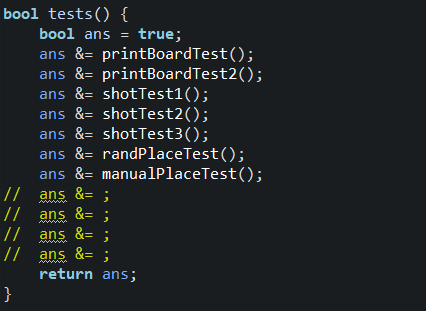 bool tests() {
    bool ans = true;
    ans &= printBoardTest();
    ans &= printBoardTest2();
    ans &= shotTest1();
    ans &= shotTest2();
    ans &= shotTest3();
    ans &= randPlaceTest();
    ans &= manualPlaceTest();
//  ans &= ;
//  ans &= ;
//  ans &= ;
//  ans &= ;
    return ans;
}